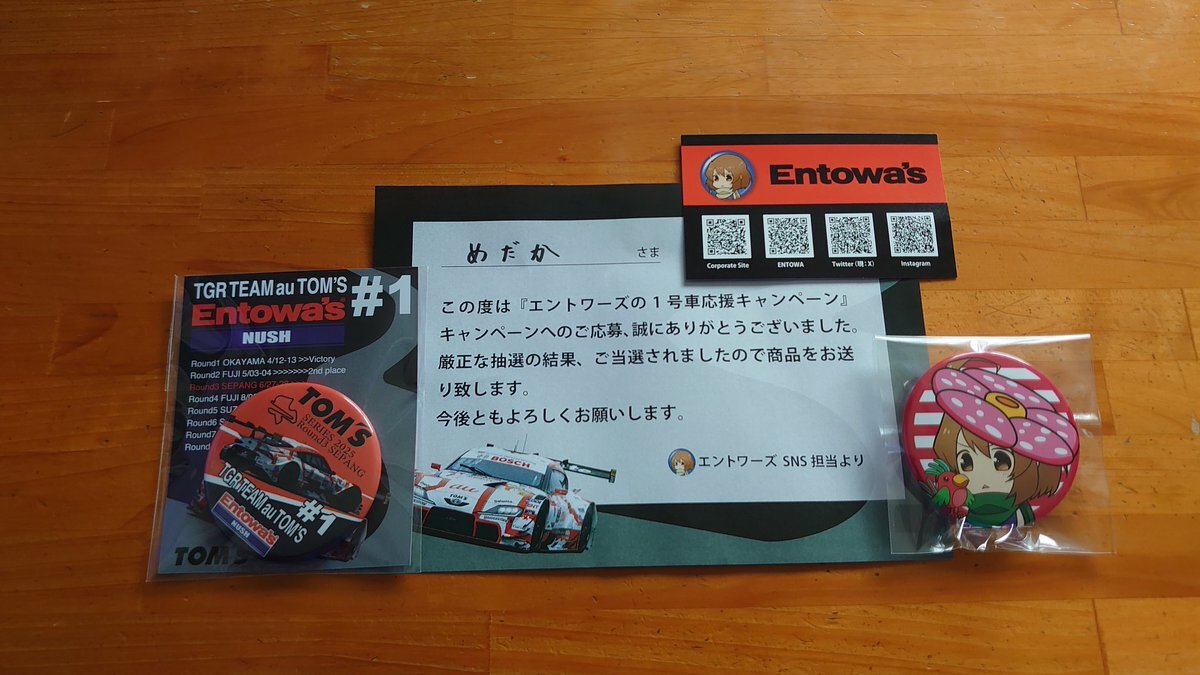 Entowa's
Corporate Site
ENTOWA
Twitter (現：X)
Instagram
めだか さま
この度は『エントワーズの1号車応援キャンペーン』
キャンペーンへのご応募、誠にありがとうございました。
厳正な抽選の結果、ご当選されましたので商品をお送
り致します。
今後ともよろしくお願いします。
エントワーズ SNS 担当より
BOSCH
au
TGR TEAM au TOM'S
#1
Entowa's
NUSH
Round1 OKAYAMA 4/12-13 >>Victory
Round2 FUJI 5/03-04 >>>>>>>2nd place
Round3 SEPANG 6/27-
Round4 FUJI
Round5
Round6
TOM'S
SERIES 2025
Round3 SEPANG
TGR TEAM au TOM'S
#1
Entowa's
NUSH
TOM'S